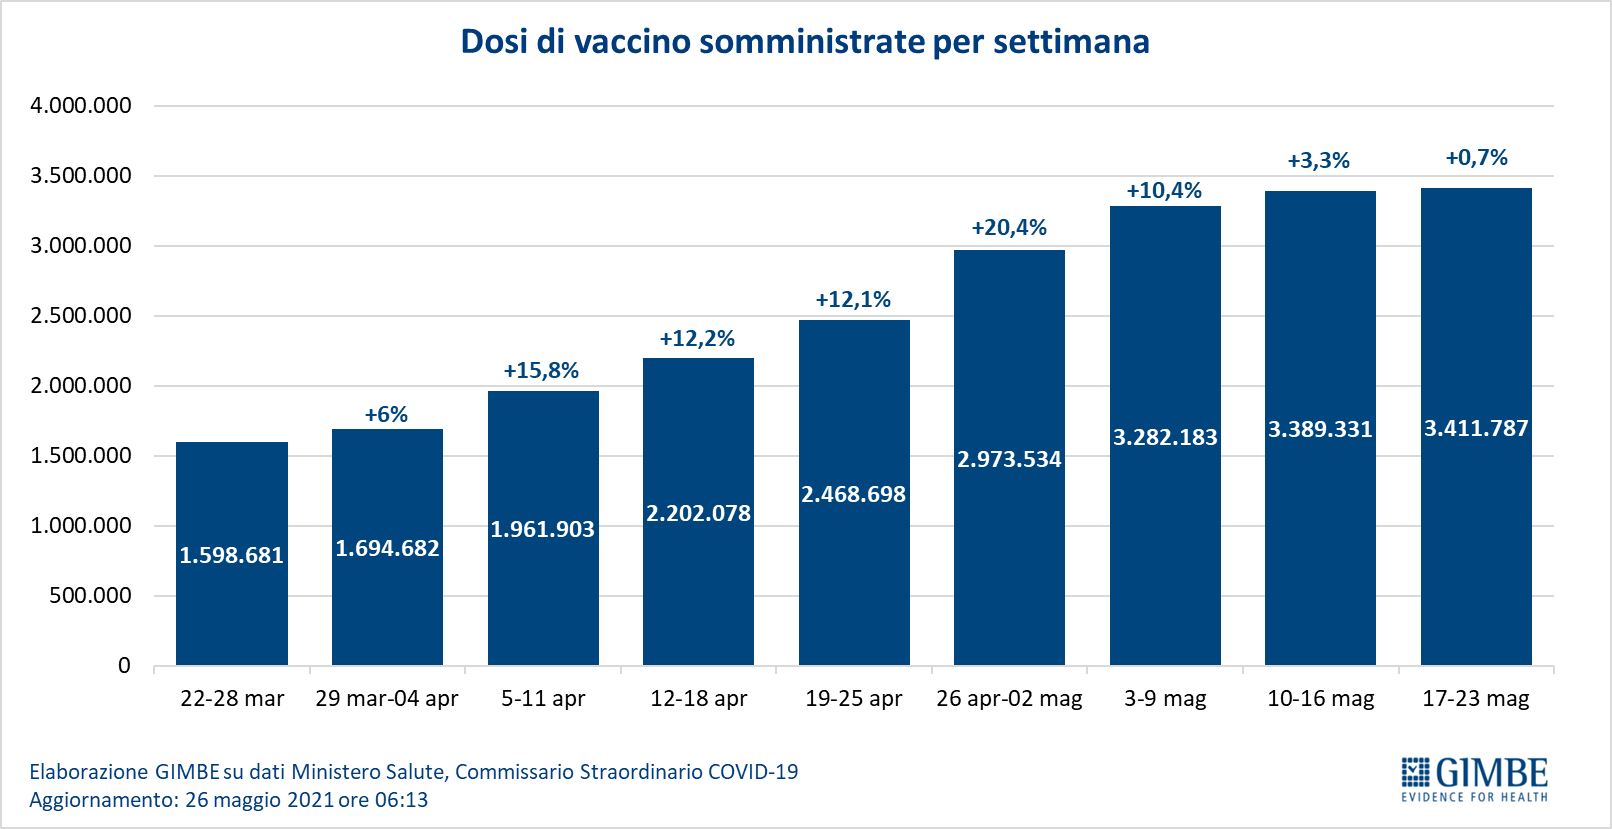 Dosi di vaccino somministrate per settimana
4.000.000
3.500.000
3.000.000
2.500.000
2.000.000
1.500.000
1.000.000
500.000
0
+6%
+15,8%
+12,2%
+12,1%
+20,4%
+10,4%
+3,3%
+0,7%
1.598.681
1.694.682
1.961.903
2.202.078
2.468.698
2.973.534
3.282.183
3.389.331
3.411.787
22-28 mar
29 mar-04 apr
5-11 apr
12-18 apr
19-25 apr
26 apr-02 mag
3-9 mag
10-16 mag
17-23 mag
Elaborazione GIMBE su dati Ministero Salute, Commissario Straordinario COVID-19
Aggiornamento: 26 maggio 2021 ore 06:13
GIMBE
EVIDENCE FOR HEALTH